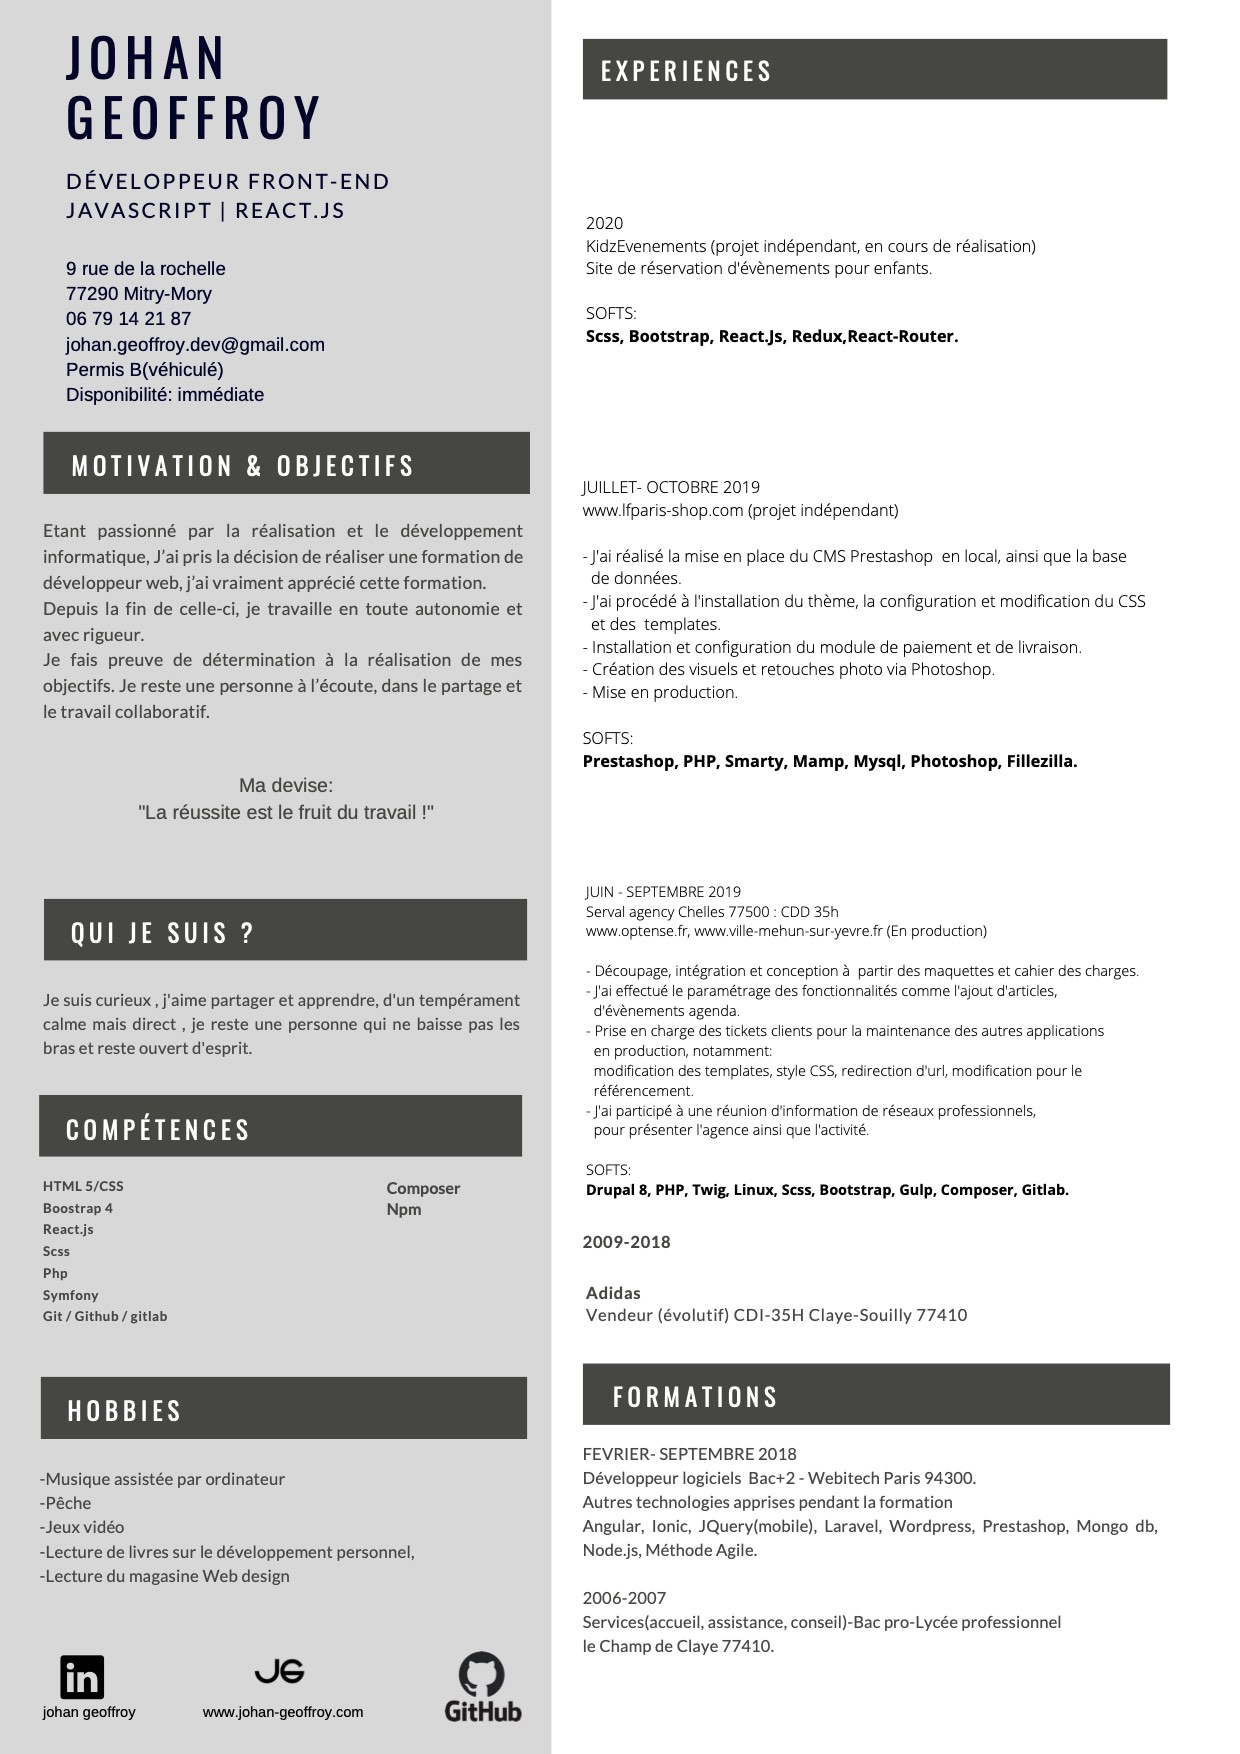 JOHAN
GEOFFROY
DÉVELOPPEUR FRONT-END
JAVASCRIPT | REACT.JS
9 rue de la rochelle
77290 Mitry-Mory
06 79 14 21 87
johan.geoffroy.dev@gmail.com
Permis B(véhiculé)
Disponibilité: immédiate
MOTIVATION & OBJECTIFS
Etant passionné par la réalisation et le développement
informatique, J’ai pris la décision de réaliser une formation de
développeur web, j’ai vraiment apprécié cette formation.
Depuis la fin de celle-ci, je travaille en toute autonomie et
avec rigueur.
Je fais preuve de détermination à la réalisation de mes
objectifs. Je reste une personne à l’écoute, dans le partage et
le travail collaboratif.
Ma devise:
"La réussite est le fruit du travail !"
QUI JE SUIS ?
Je suis curieux , j'aime partager et apprendre, d'un tempérament
calme mais direct , je reste une personne qui ne baisse pas les
bras et reste ouvert d'esprit.
COMPÉTENCES
HTML 5/CSS
Boostrap 4
React.js
Scss
Php
Symfony
Git / Github / gitlab
Composer
Npm
HOBBIES
-Musique assistée par ordinateur
-Pêche
-Jeux vidéo
-Lecture de livres sur le développement personnel,
-Lecture du magasine Web design
in
johan geoffroy
JG
www.johan-geoffroy.com
GitHub
EXPERIENCES
2020
KidzEvenements (projet indépendant, en cours de réalisation)
Site de réservation d'évènements pour enfants.
SOFTS:
Scss, Bootstrap, React.Js, Redux,React-Router.
JUILLET- OCTOBRE 2019
www.lfparis-shop.com (projet indépendant)
- J'ai réalisé la mise en place du CMS Prestashop  en local, ainsi que la base
de données.
- J'ai procédé à l'installation du thème, la configuration et modification du CSS
et des  templates.
- Installation et configuration du module de paiement et de livraison.
- Création des visuels et retouches photo via Photoshop.
- Mise en production.
SOFTS:
Prestashop, PHP, Smarty, Mamp, Mysql, Photoshop, Fillezilla.
JUIN - SEPTEMBRE 2019
Serval agency Chelles 77500 : CDD 35h
www.optense.fr, www.ville-mehun-sur-yevre.fr (En production)
- Découpage, intégration et conception à  partir des maquettes et cahier des charges.
- J'ai effectué le paramétrage des fonctionnalités comme l'ajout d'articles,
d'évènements agenda.
- Prise en charge des tickets clients pour la maintenance des autres applications
en production, notamment:
modification des templates, style CSS, redirection d'url, modification pour le
référencement.
- J'ai participé à une réunion d'information de réseaux professionnels,
pour présenter l'agence ainsi que l'activité.
SOFTS:
Drupal 8, PHP, Twig, Linux, Scss, Bootstrap, Gulp, Composer, Gitlab.
2009-2018
Adidas
Vendeur (évolutif) CDI-35H Claye-Souilly 77410
FORMATIONS
FEVRIER- SEPTEMBRE 2018
Développeur logiciels  Bac+2 - Webitech Paris 94300.
Autres technologies apprises pendant la formation
Angular, Ionic, JQuery(mobile), Laravel, Wordpress, Prestashop, Mongo db,
Node.js, Méthode Agile.
2006-2007
Services(accueil, assistance, conseil)-Bac pro-Lycée professionnel
le Champ de Claye 77410.